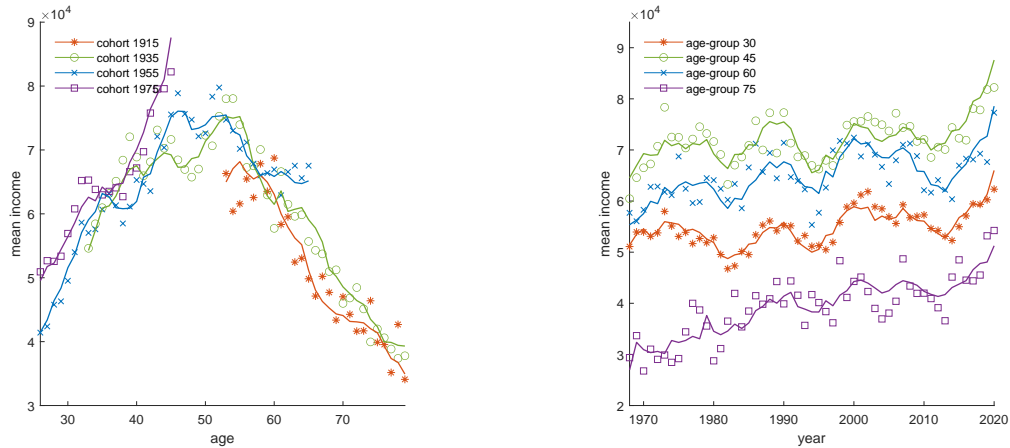 ×10⁴
9
8
7
6
5
4
3
mean income
cohort 1915
cohort 1935
cohort 1955
cohort 1975
30
40
50
60
70
age
×10⁴
9
8
7
6
5
4
3
2
mean income
age-group 30
age-group 45
age-group 60
age-group 75
1970
1980
1990
2000
2010
2020
year